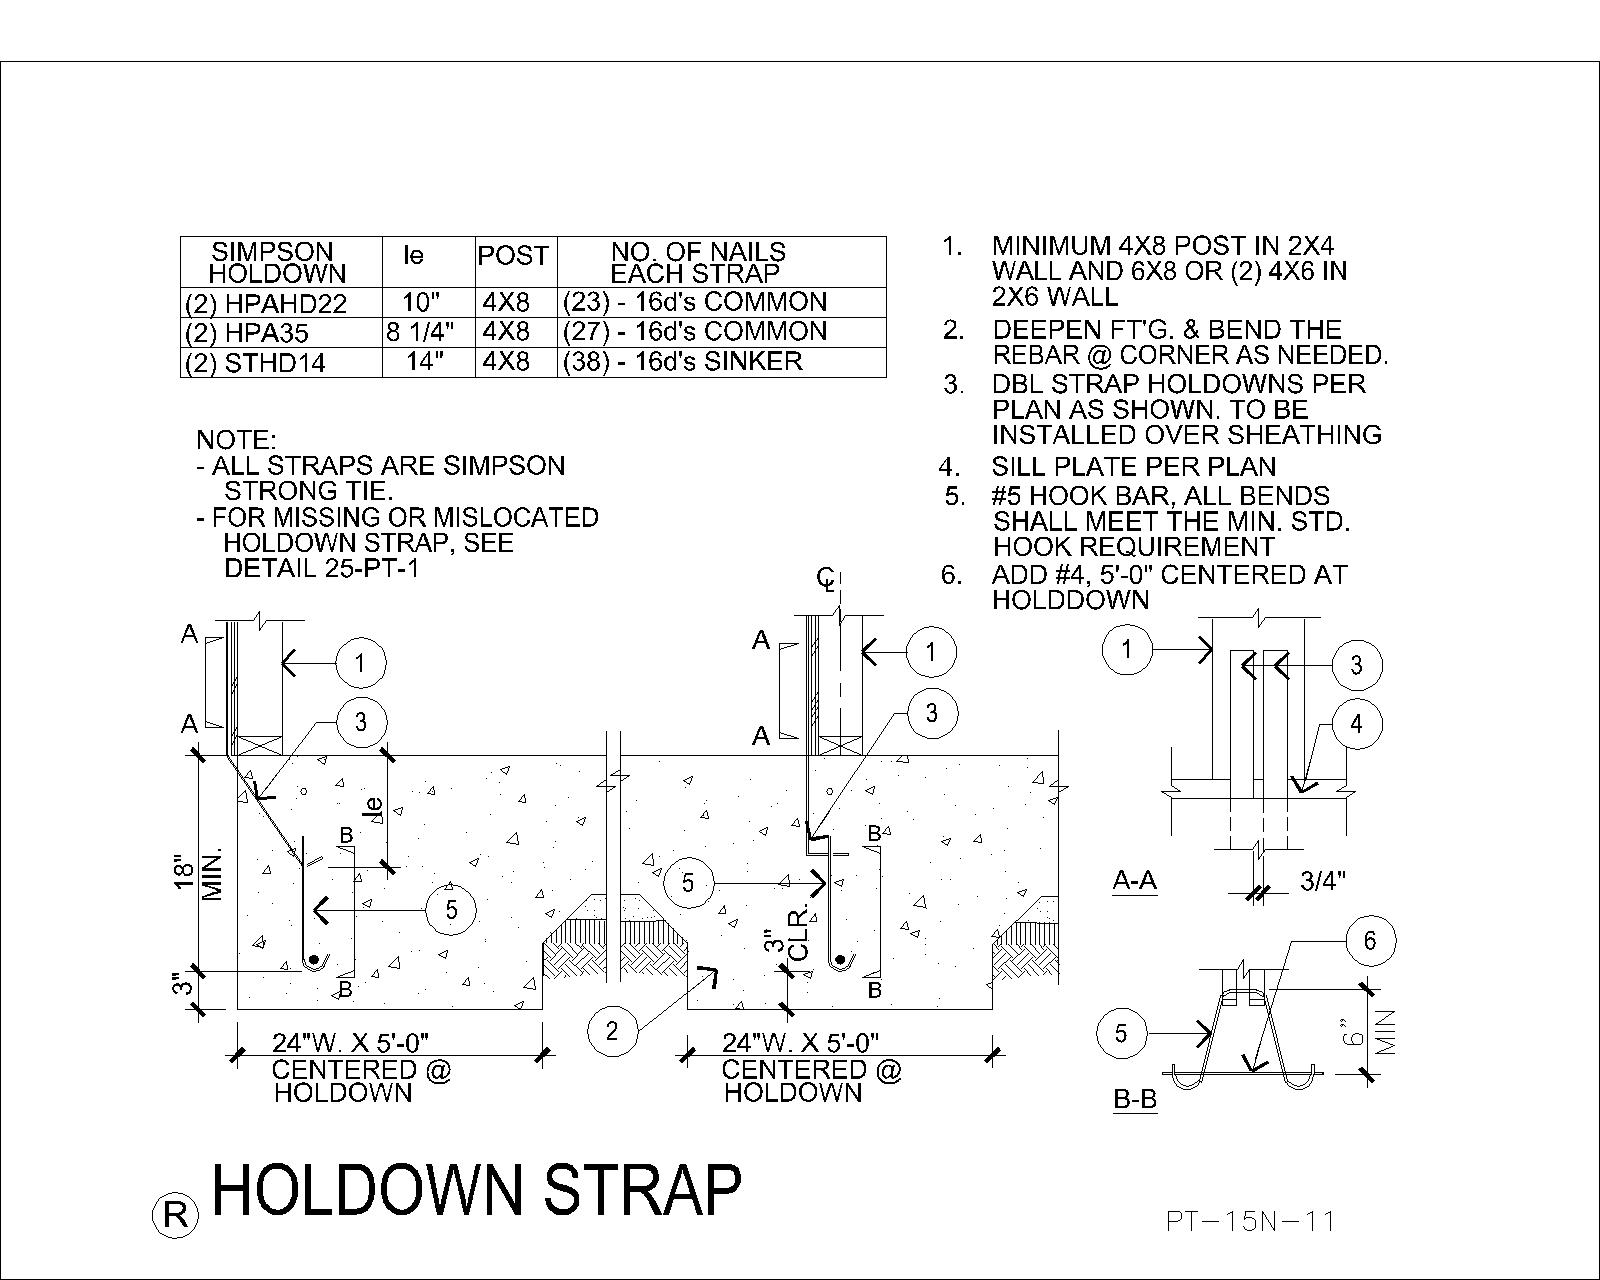 SIMPSON HOLDOWN le POST NO. OF NAILS EACH STRAP
(2) HPAHD22 10" 4X8 (23) - 16d's COMMON
(2) HPA35 8 1/4" 4X8 (27) - 16d's COMMON
(2) STHD14 14" 4X8 (38) - 16d's SINKER
NOTE:
- ALL STRAPS ARE SIMPSON
STRONG TIE.
- FOR MISSING OR MISLOCATED
HOLDOWN STRAP, SEE
DETAIL 25-PT-1
1. MINIMUM 4X8 POST IN 2X4
WALL AND 6X8 OR (2) 4X6 IN
2X6 WALL
2. DEEPEN FT'G. & BEND THE
REBAR @ CORNER AS NEEDED.
3. DBL STRAP HOLDOWNS PER
PLAN AS SHOWN. TO BE
INSTALLED OVER SHEATHING
4. SILL PLATE PER PLAN
5. #5 HOOK BAR, ALL BENDS
SHALL MEET THE MIN. STD.
HOOK REQUIREMENT
6. ADD #4, 5'-0" CENTERED AT
HOLDDOWN
A
A
1
3
le
B
B
5
18"
MIN.
3"
24"W. X 5'-0"
CENTERED @
HOLDOWN
2
℄
A
A
1
3
5
B
B
3"
CLR.
24"W. X 5'-0"
CENTERED @
HOLDOWN
1
3
4
A-A
3/4"
6
5
6”
MIN
B-B
R
HOLDOWN STRAP
PT-15N-11